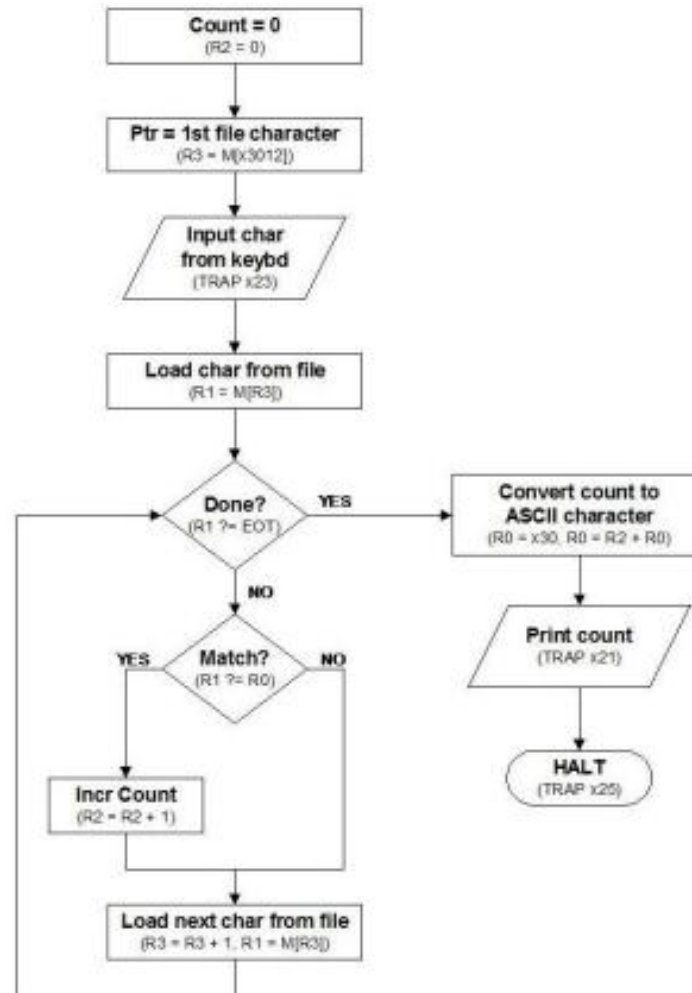 Count = 0
(R2 = 0)
Ptr = 1st file character
(R3 = M[x3012])
Input char
from keybd
(TRAP x23)
Load char from file
(R1 = M[R3])
Done?
(R1 ?= EOT)
YES
NO
Convert count to
ASCII character
(R0 = x30, R0 = R2 + R0)
Print count
(TRAP x21)
HALT
(TRAP x25)
YES
Match?
(R1 ?= R0)
NO
Incr Count
(R2 = R2 + 1)
Load next char from file
(R3 = R3 + 1, R1 = M[R3])